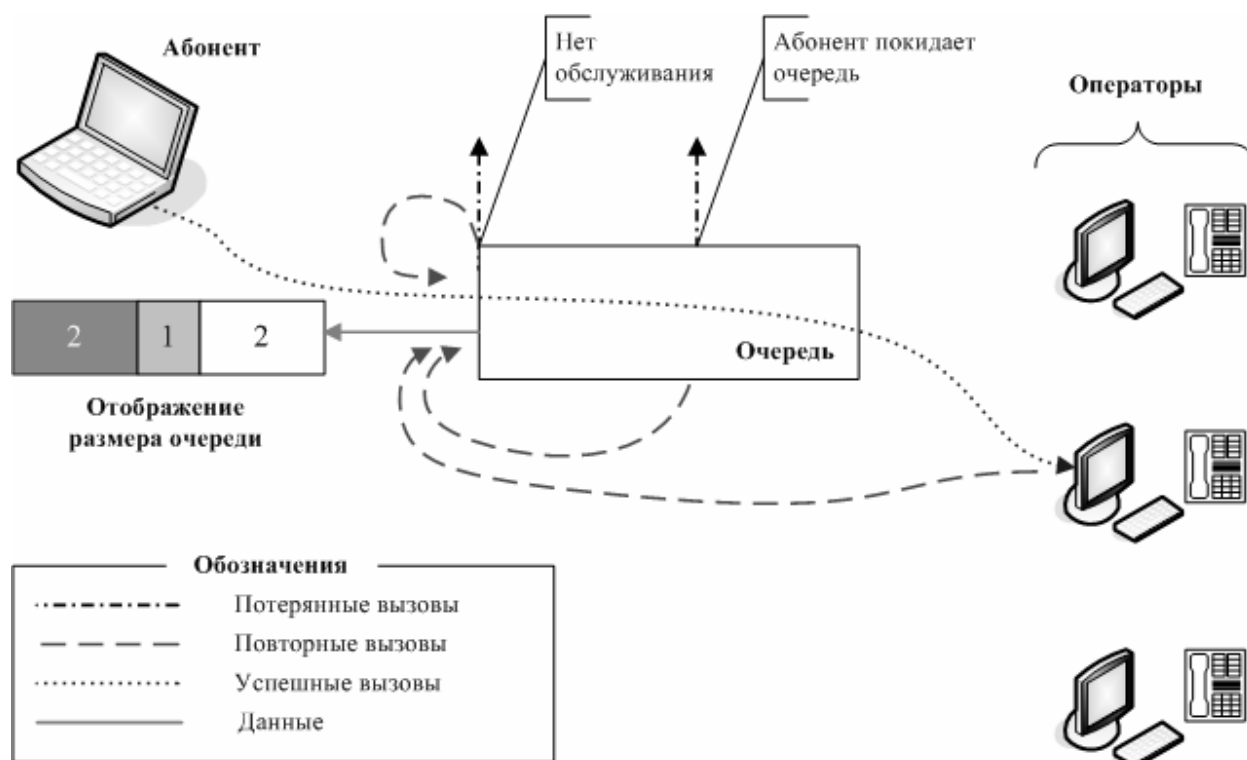 Абонент
Нет
обслуживания
Абонент покидает
очередь
Операторы
2 1 2
Очередь
Отображение
размера очереди
Обозначения
Потерянные вызовы
Повторные вызовы
Успешные вызовы
Данные